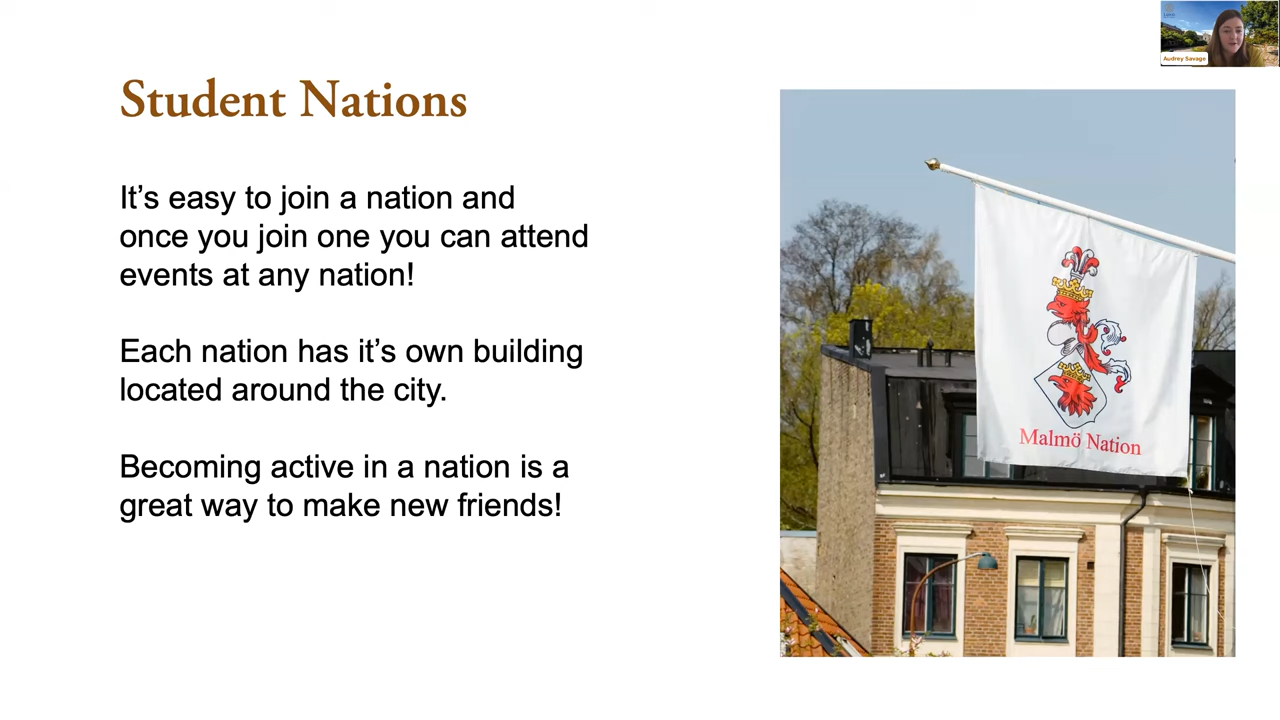 Student Nations
It’s easy to join a nation and
once you join one you can attend
events at any nation!
Each nation has it’s own building
located around the city.
Becoming active in a nation is a
great way to make new friends!
Malmö Nation
Audrey Savage